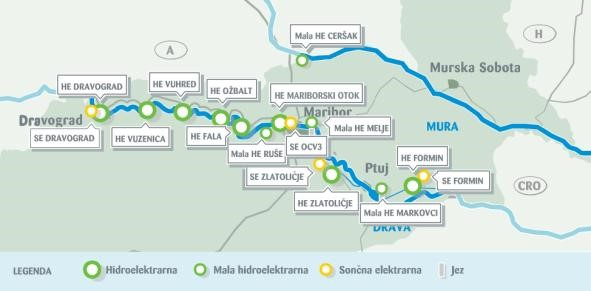 Mala HE CERŠAK
A
H
Murska Sobota
HE DRAVOGRAD
HE VUHRED
HE OŽBALT
HE MARIBORSKI OTOK
Dravograd
Maribor
Mala HE MELJE
MURA
SE DRAVOGRAD
HE VUZENICA
HE FALA
Mala HE RUŠE
SE OCV3
HE FORMIN
SE ZLATOLIČJE
Ptuj
SE FORMIN
CRO
HE ZLATOLIČJE
Mala HE MARKOVCI
DRAVA
LEGENDA
Hidroelektrarna
Mala hidroelektrarna
Sončna elektrarna
Jez